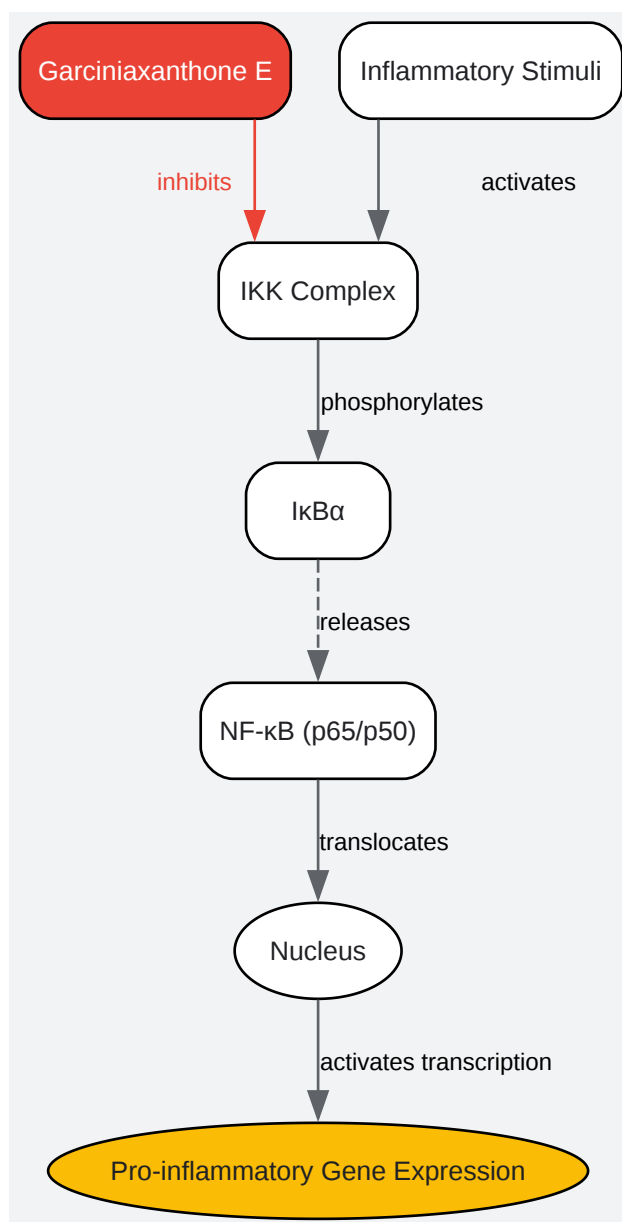 Garciniaxanthone E
Inflammatory Stimuli
inhibits
activates
IKK Complex
phosphorylates
IκBα
releases
NF-κB (p65/p50)
translocates
Nucleus
activates transcription
Pro-inflammatory Gene Expression